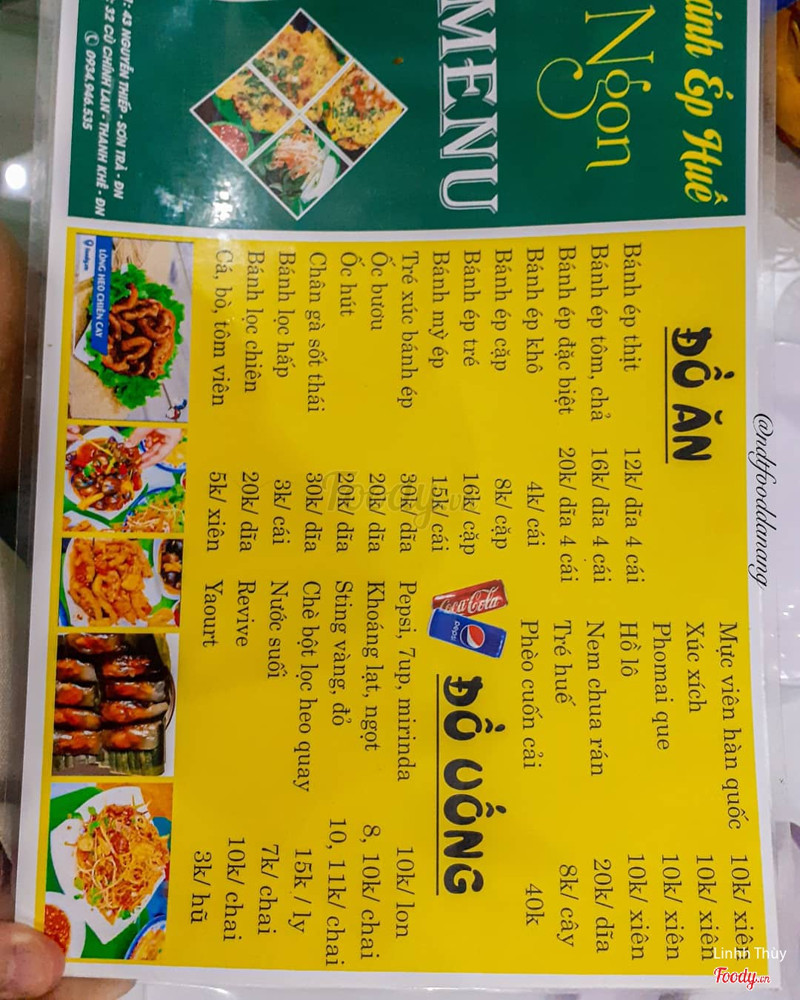 ánh Ép Huế
Ngon
MENU
: 43 NGUYỄN THIẾP - SƠN TRÀ - ĐN
: 32 CÙ CHÍNH LAN - THANH KHÊ - ĐN
0934.946.535
ĐỒ ĂN
Bánh ép thịt 12k/ dĩa 4 cái
Bánh ép tôm, chả 16k/ dĩa 4 cái
Bánh ép đặc biệt 20k/ dĩa 4 cái
Bánh ép khô 4k/ cái
Bánh ép cặp 8k/ cặp
Bánh ép tré 16k/ cặp
Bánh mỳ ép 15k/ cái
Tré xúc bánh ép 30k/ dĩa
Ốc bươu 20k/ dĩa
Ốc hút 20k/ dĩa
Chân gà sốt thái 30k/ dĩa
Bánh lọc hấp 3k/ cái
Bánh lọc chiên 20k/ dĩa
Cá, bò, tôm viên 5k/ xiên
Mực viên hàn quốc 10k/ xiên
Xúc xích 10k/ xiên
Phomai que 10k/ xiên
Hồ lô 10k/ xiên
Nem chua rán 20k/ dĩa
Tré huế 8k/ cây
Phèo cuốn cải 40k
Coca-Cola
pepsi
ĐỒ UỐNG
Pepsi, 7up, mirinda 10k/ lon
Khoáng lạt, ngọt 8, 10k/ chai
Sting vàng, đỏ 10, 11k/ chai
Chè bột lọc heo quay 15k / ly
Nước suối 7k/ chai
Revive 10k/ chai
Yaourt 3k/ hũ
LÒNG HEO CHIÊN CAY
@ndtfooddanang
Foody.vn
Linhh Thùy
Foody.cn